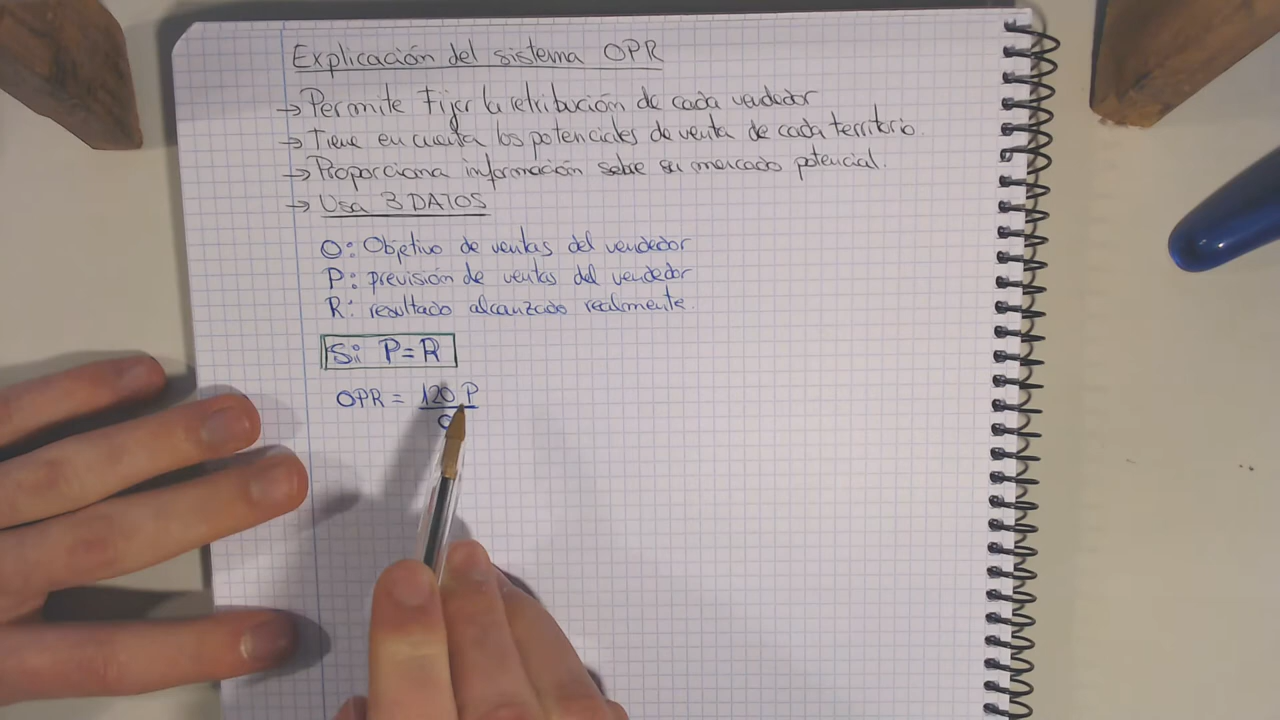 Explicación del sistema OPR
→ Permite Fijar la retribución de cada vendedor
→ Tiene en cuenta los potenciales de venta de cada territorio.
→ Proporciona información sobre su mercado potencial.
→ Usa 3 DATOS
O: Objetivo de ventas del vendedor
P: previsión de ventas del vendedor
R: resultado alcanzado realmente.
Si P=R
OPR = 120 P